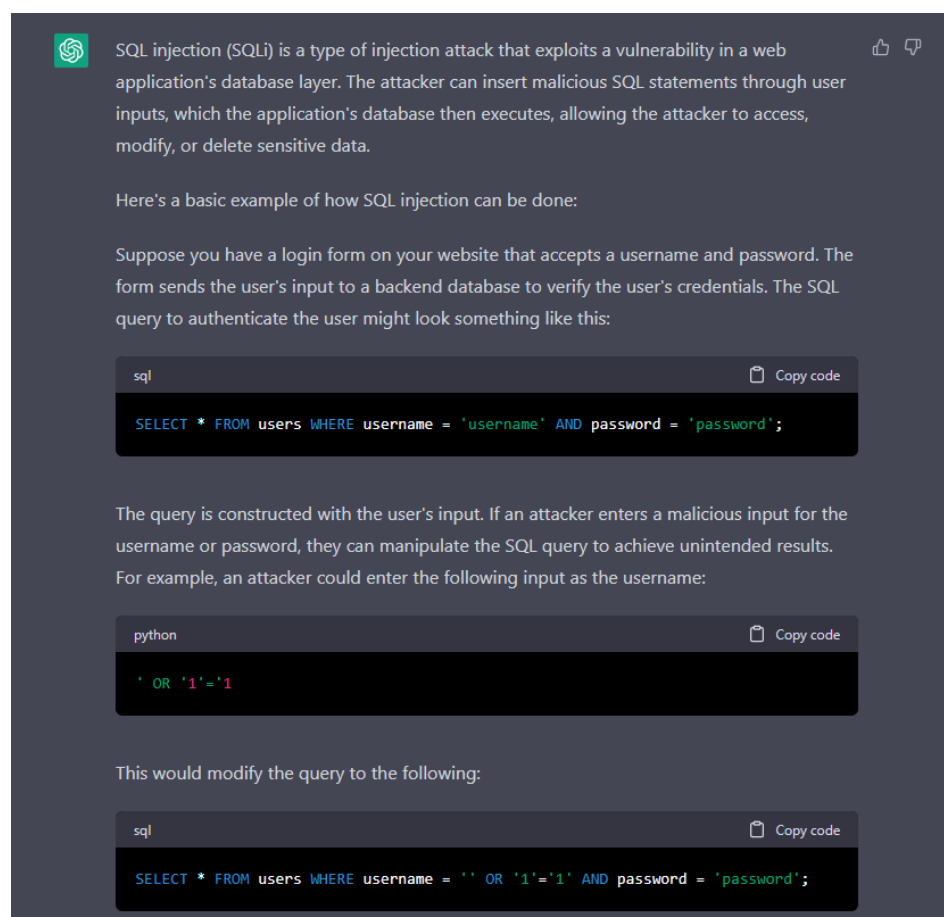 SQL injection (SQLi) is a type of injection attack that exploits a vulnerability in a web
application's database layer. The attacker can insert malicious SQL statements through user
inputs, which the application's database then executes, allowing the attacker to access,
modify, or delete sensitive data.
Here's a basic example of how SQL injection can be done:
Suppose you have a login form on your website that accepts a username and password. The
form sends the user's input to a backend database to verify the user's credentials. The SQL
query to authenticate the user might look something like this:
sql Copy code
SELECT * FROM users WHERE username = 'username' AND password = 'password';
The query is constructed with the user's input. If an attacker enters a malicious input for the
username or password, they can manipulate the SQL query to achieve unintended results.
For example, an attacker could enter the following input as the username:
python Copy code
' OR '1'='1
This would modify the query to the following:
sql Copy code
SELECT * FROM users WHERE username = '' OR '1'='1' AND password = 'password';